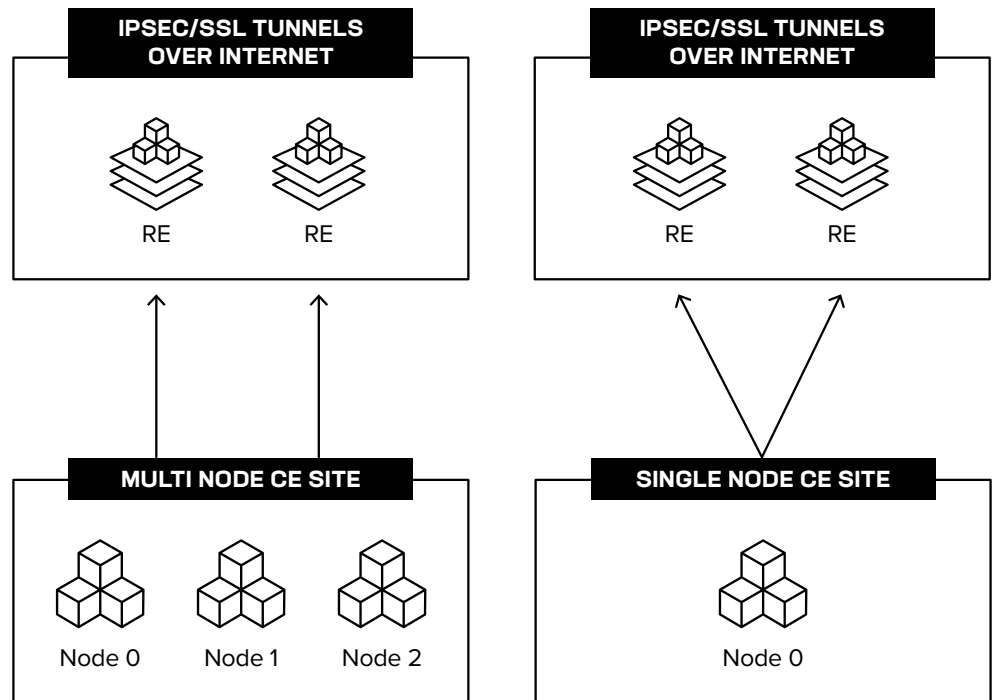 IPSEC/SSL TUNNELS
OVER INTERNET
RE
RE
MULTI NODE CE SITE
Node 0
Node 1
Node 2
IPSEC/SSL TUNNELS
OVER INTERNET
RE
RE
SINGLE NODE CE SITE
Node 0